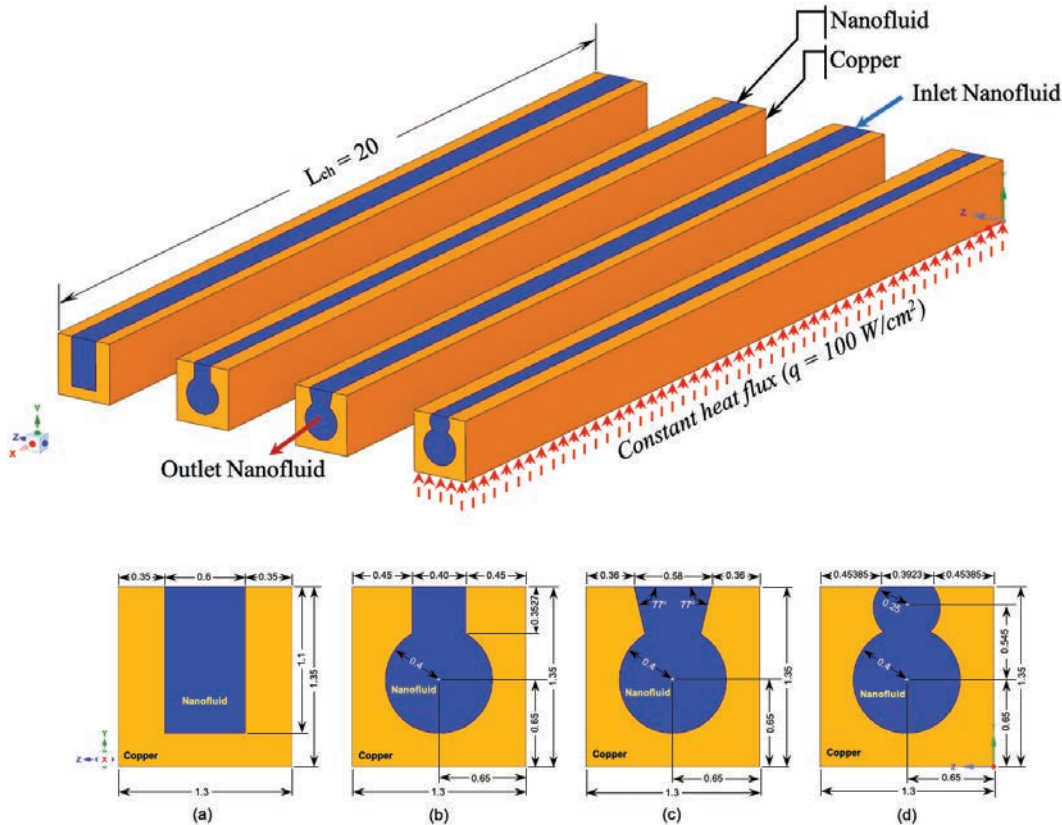 Nanofluid
Copper
Inlet Nanofluid
L_ch = 20
Constant heat flux (q = 100 W/cm²)
Outlet Nanofluid
Y
Z
X
Z
0.35 0.6 0.35
1.1
1.35
Nanofluid
Copper
Y
Z X
1.3
(a)
0.45 0.40 0.45
0.3527
0.4
1.35
Nanofluid
0.65
Copper
0.65
1.3
(b)
0.36 0.58 0.36
77° 77°
0.4
1.35
Nanofluid
0.65
Copper
0.65
1.3
(c)
0.45385 0.3923 0.45385
0.25
0.545
0.4
1.35
Nanofluid
0.65
Copper
Z
0.65
1.3
(d)